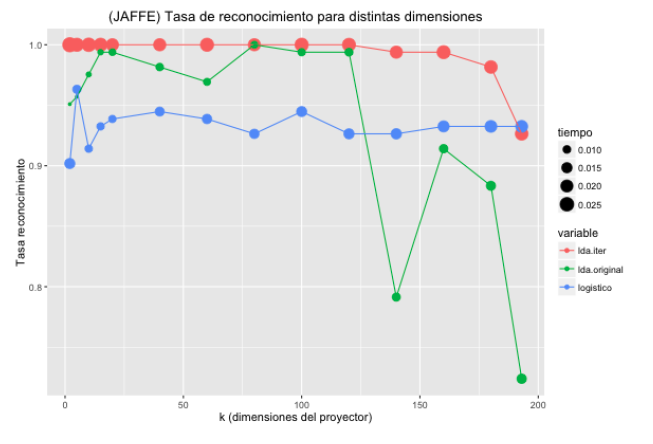 (JAFFE) Tasa de reconocimiento para distintas dimensiones
1.0
0.9
0.8
Tasa reconocimiento
0
50
100
150
200
k (dimensiones del proyector)
tiempo
0.010
0.015
0.020
0.025
variable
lda.iter
lda.original
logistico